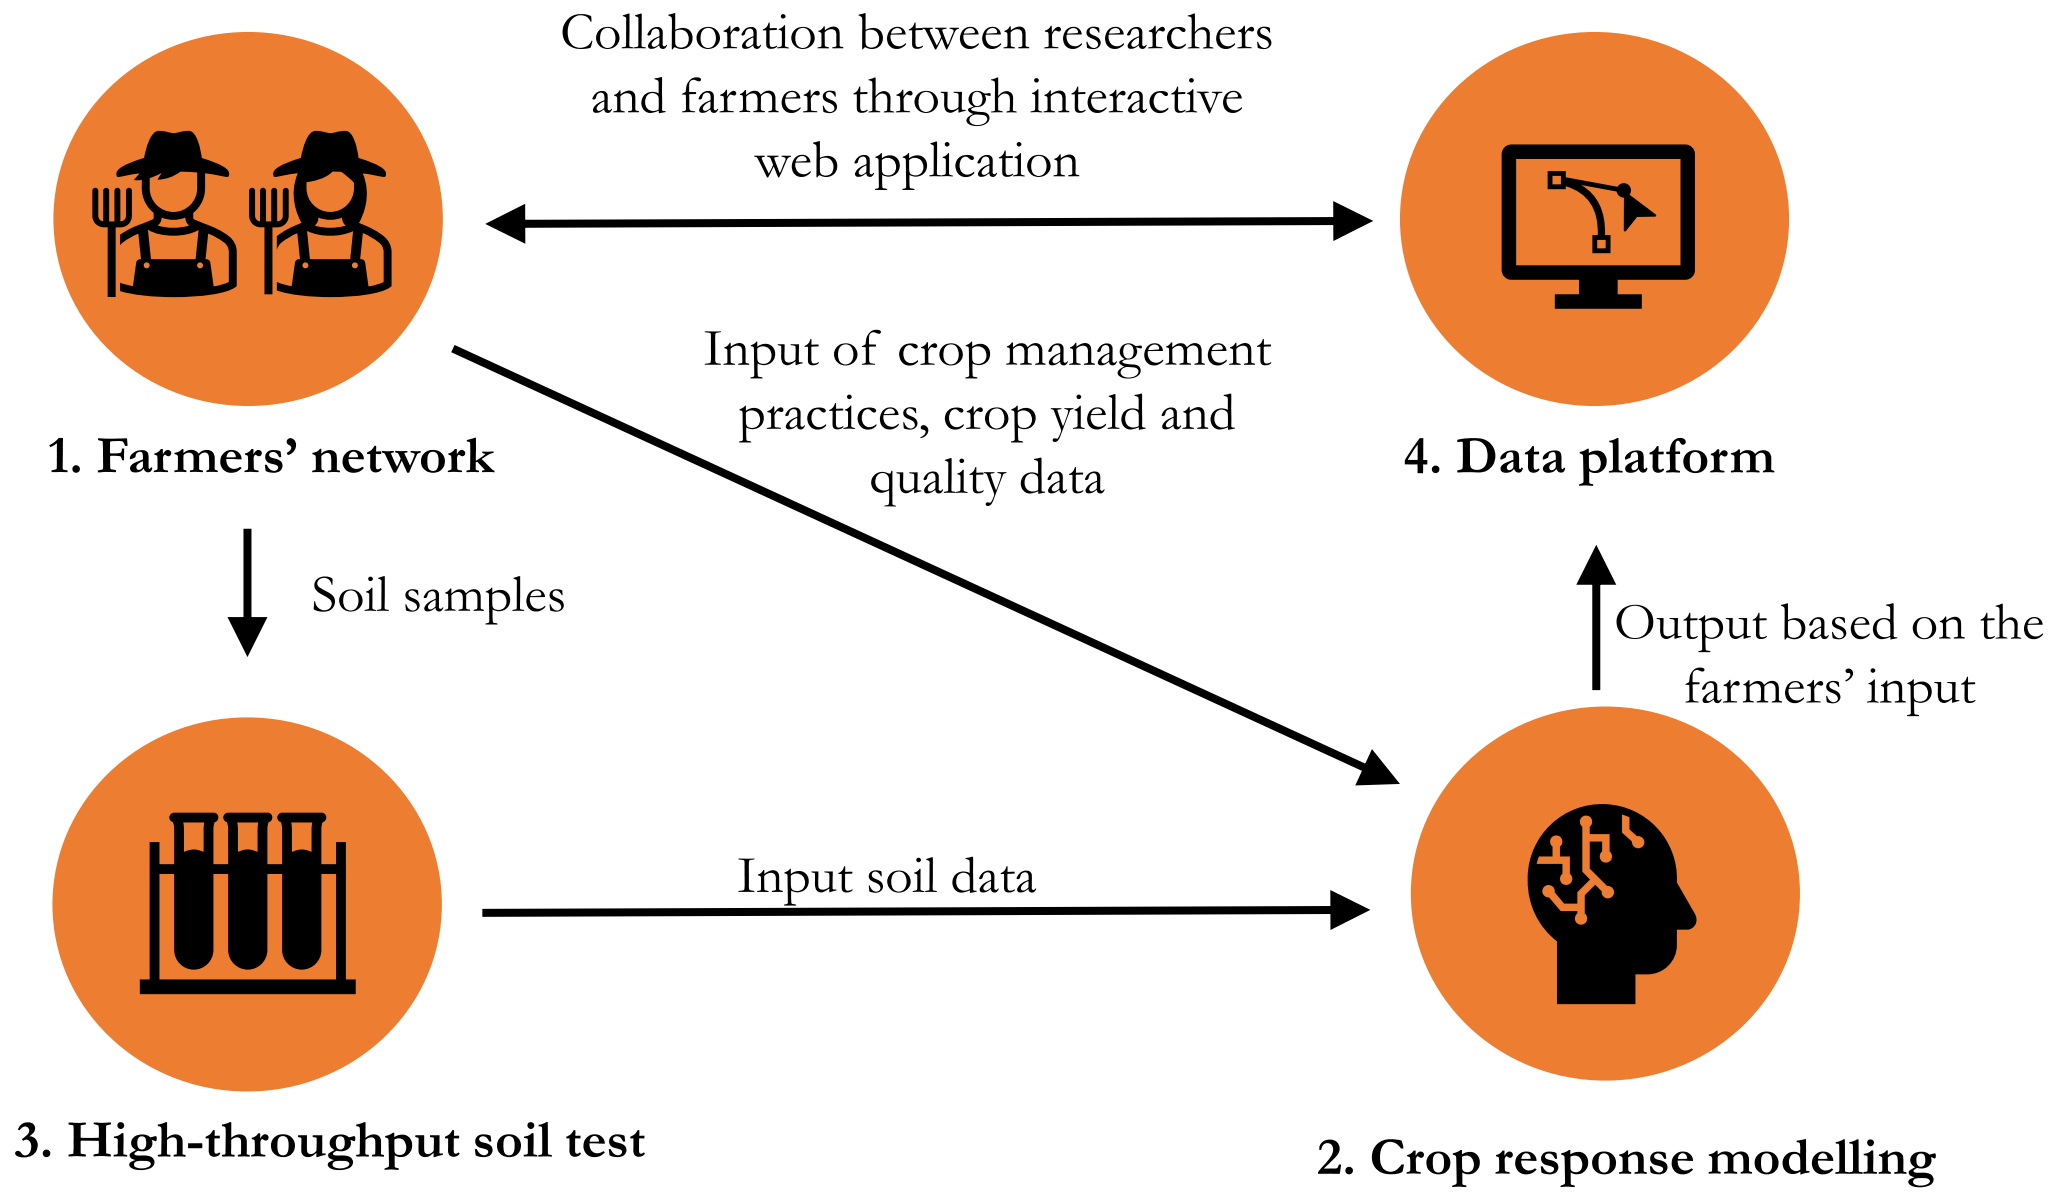 Collaboration between researchers
and farmers through interactive
web application
Input of crop management
practices, crop yield and
quality data
1. Farmers’ network
4. Data platform
Soil samples
Output based on the
farmers’ input
Input soil data
3. High-throughput soil test
2. Crop response modelling